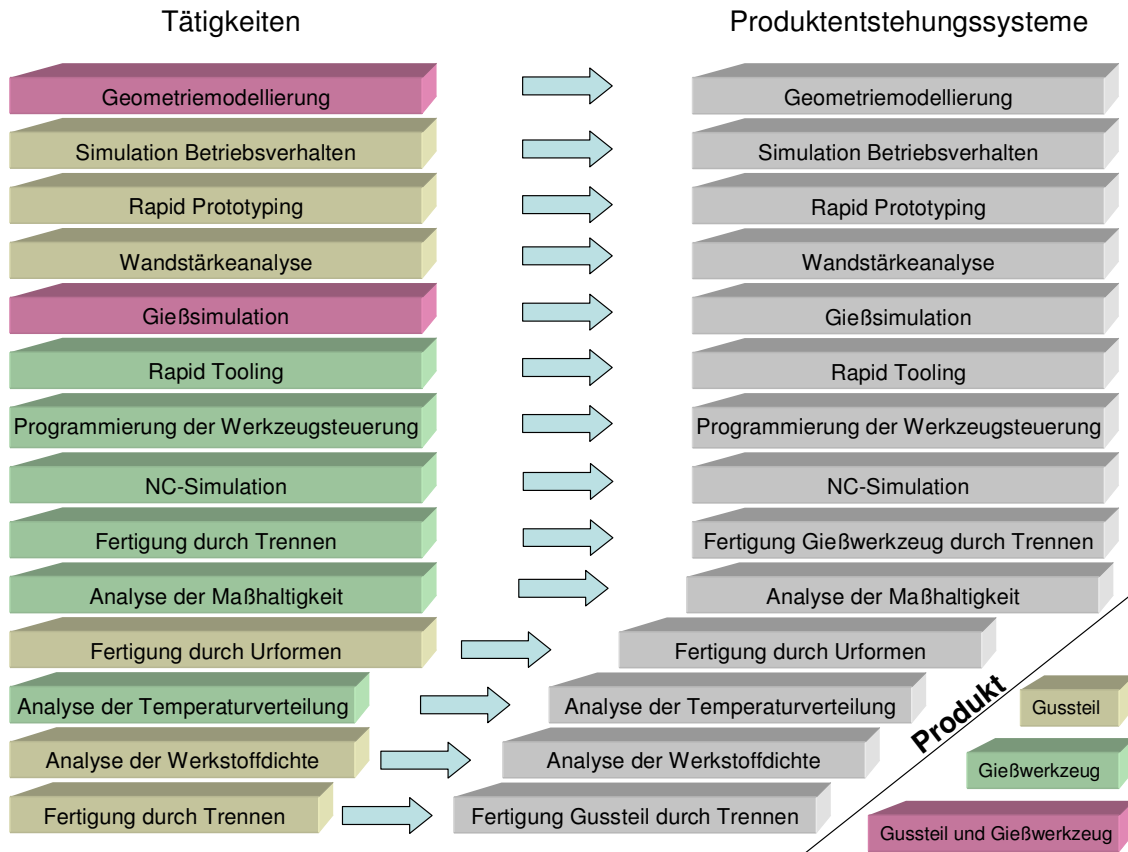 Tätigkeiten
Produktentstehungssysteme
Geometriemodellierung
Geometriemodellierung
Simulation Betriebsverhalten
Simulation Betriebsverhalten
Rapid Prototyping
Rapid Prototyping
Wandstärkeanalyse
Wandstärkeanalyse
Gießsimulation
Gießsimulation
Rapid Tooling
Rapid Tooling
Programmierung der Werkzeugsteuerung
Programmierung der Werkzeugsteuerung
NC-Simulation
NC-Simulation
Fertigung durch Trennen
Fertigung Gießwerkzeug durch Trennen
Analyse der Maßhaltigkeit
Analyse der Maßhaltigkeit
Fertigung durch Urformen
Fertigung durch Urformen
Analyse der Temperaturverteilung
Analyse der Temperaturverteilung
Analyse der Werkstoffdichte
Analyse der Werkstoffdichte
Fertigung durch Trennen
Fertigung Gussteil durch Trennen
Produkt
Gussteil
Gießwerkzeug
Gussteil und Gießwerkzeug